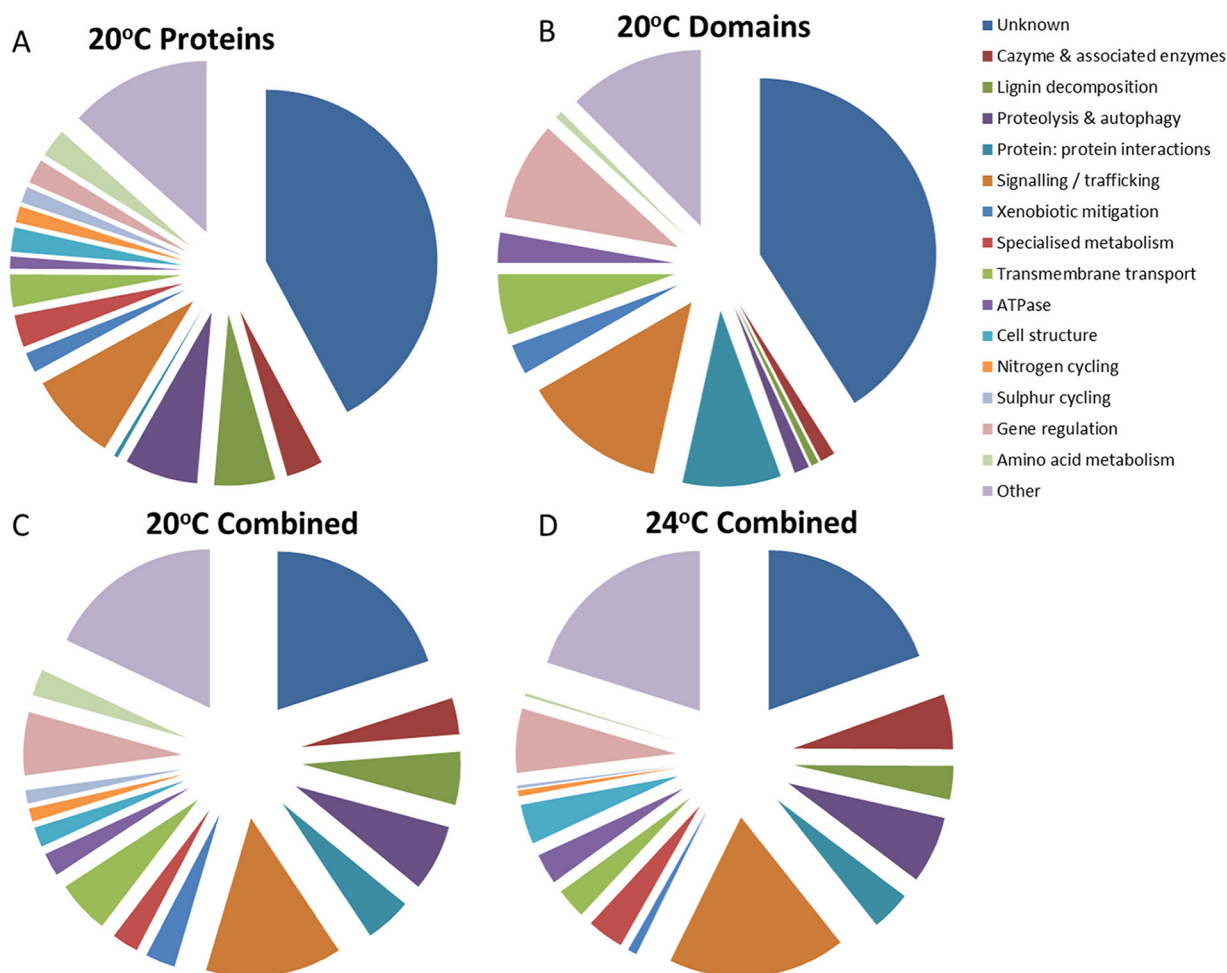 A
20°C Proteins
B
20°C Domains
Unknown
Cazyme & associated enzymes
Lignin decomposition
Proteolysis & autophagy
Protein: protein interactions
Signalling / trafficking
Xenobiotic mitigation
Specialised metabolism
Transmembrane transport
ATPase
Cell structure
Nitrogen cycling
Sulphur cycling
Gene regulation
Amino acid metabolism
Other
C
20°C Combined
D
24°C Combined